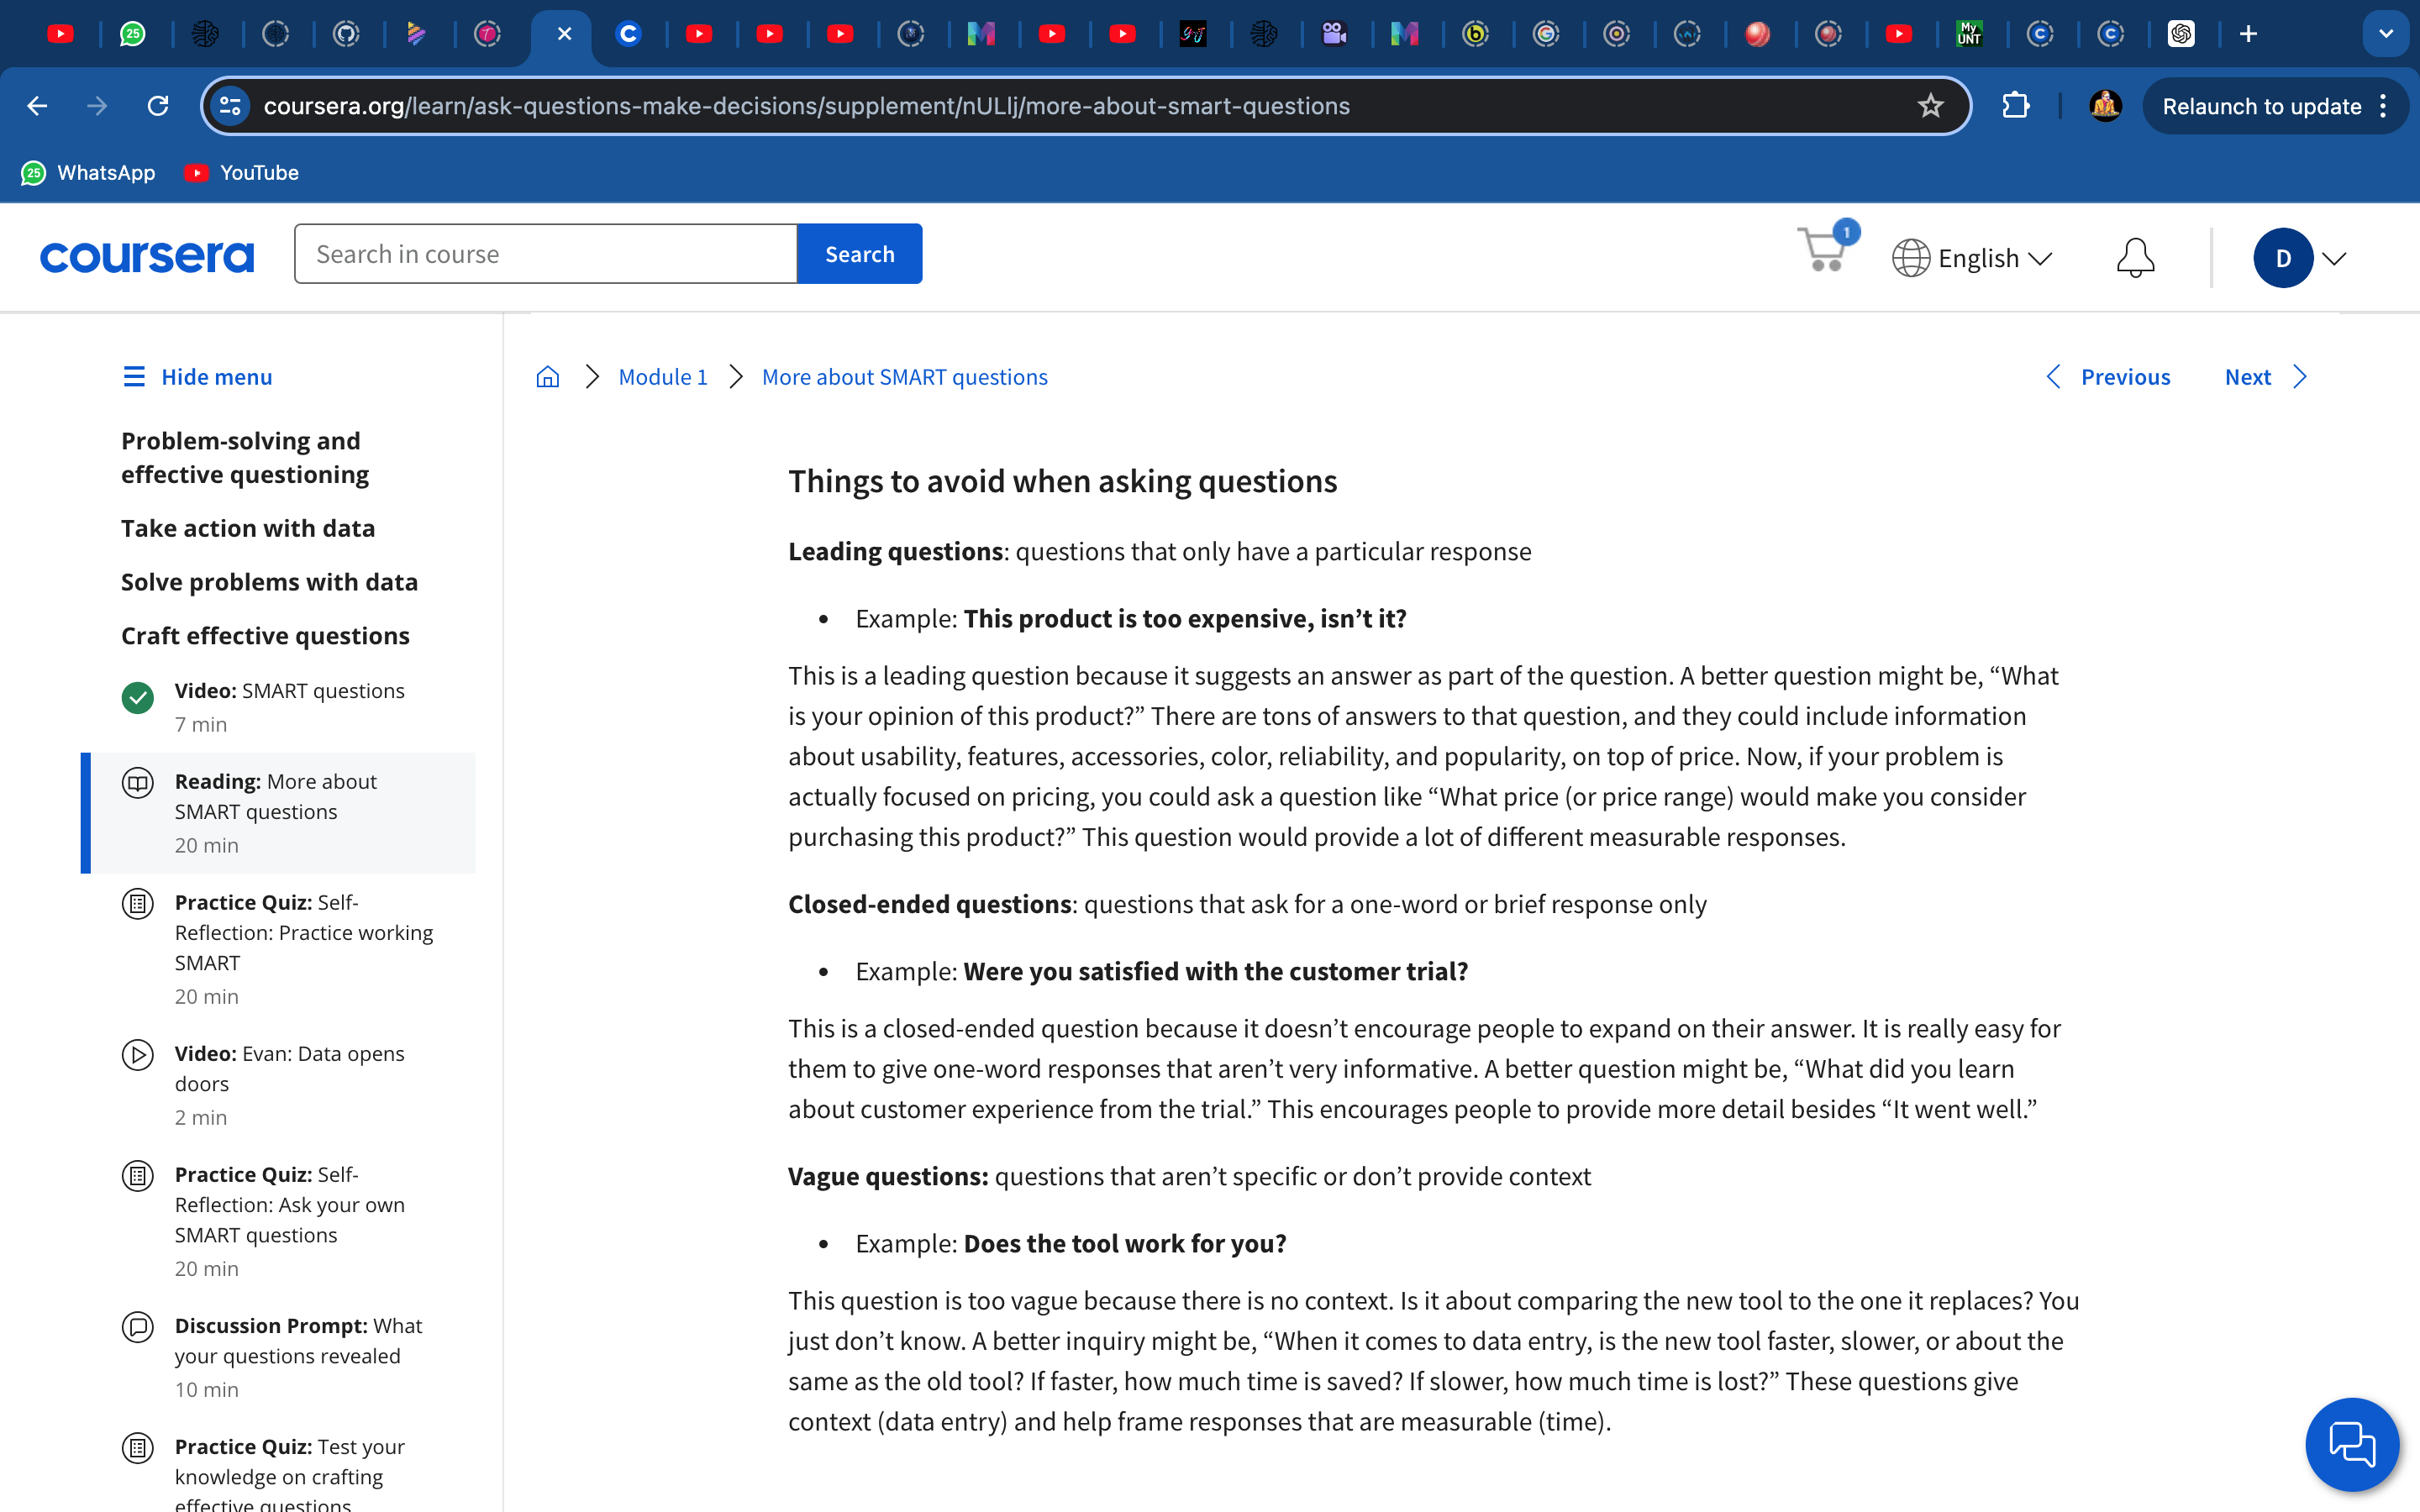 25
My
UNT
coursera.org/learn/ask-questions-make-decisions/supplement/nULlj/more-about-smart-questions
Relaunch to update
25 WhatsApp
YouTube
coursera
Search in course
Search
1
English
D
Hide menu
Module 1
More about SMART questions
Previous
Next
Problem-solving and
effective questioning
Take action with data
Solve problems with data
Craft effective questions
Video: SMART questions
7 min
Reading: More about
SMART questions
20 min
Practice Quiz: Self-
Reflection: Practice working
SMART
20 min
Video: Evan: Data opens
doors
2 min
Practice Quiz: Self-
Reflection: Ask your own
SMART questions
20 min
Discussion Prompt: What
your questions revealed
10 min
Practice Quiz: Test your
knowledge on crafting
effective questions
Things to avoid when asking questions
Leading questions: questions that only have a particular response
• Example: This product is too expensive, isn’t it?
This is a leading question because it suggests an answer as part of the question. A better question might be, “What
is your opinion of this product?” There are tons of answers to that question, and they could include information
about usability, features, accessories, color, reliability, and popularity, on top of price. Now, if your problem is
actually focused on pricing, you could ask a question like “What price (or price range) would make you consider
purchasing this product?” This question would provide a lot of different measurable responses.
Closed-ended questions: questions that ask for a one-word or brief response only
• Example: Were you satisfied with the customer trial?
This is a closed-ended question because it doesn’t encourage people to expand on their answer. It is really easy for
them to give one-word responses that aren’t very informative. A better question might be, “What did you learn
about customer experience from the trial.” This encourages people to provide more detail besides “It went well.”
Vague questions: questions that aren’t specific or don’t provide context
• Example: Does the tool work for you?
This question is too vague because there is no context. Is it about comparing the new tool to the one it replaces? You
just don’t know. A better inquiry might be, “When it comes to data entry, is the new tool faster, slower, or about the
same as the old tool? If faster, how much time is saved? If slower, how much time is lost?” These questions give
context (data entry) and help frame responses that are measurable (time).